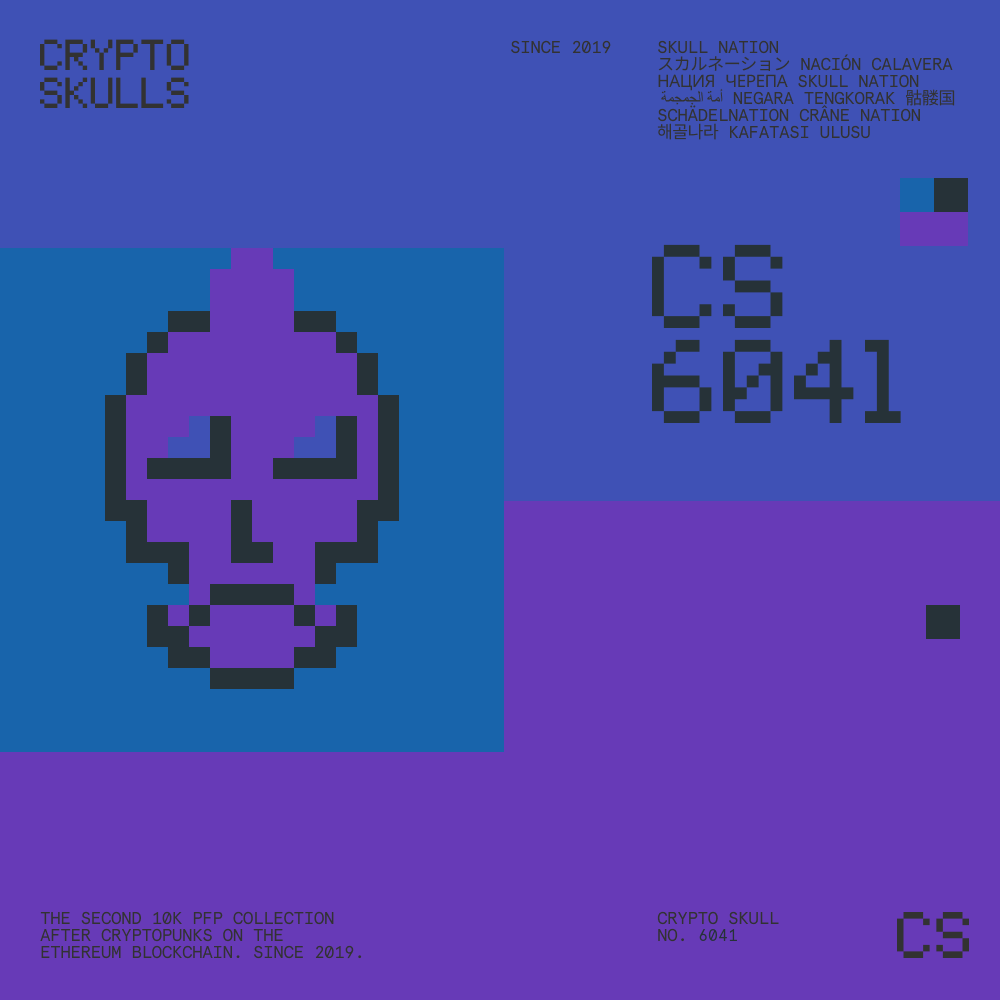 CRYPTO
SKULLS
SINCE 2019
SKULL NATION
スカルネーション NACIÓN CALAVERA
НАЦИЯ ЧЕРЕПА SKULL NATION
أمة الجمجمة NEGARA TENGKORAK 骷髅国
SCHÄDELNATION CRÂNE NATION
해골나라 KAFATASI ULUSU
CS
6041
THE SECOND 10K PFP COLLECTION
AFTER CRYPTOPUNKS ON THE
ETHEREUM BLOCKCHAIN. SINCE 2019.
CRYPTO SKULL
NO. 6041
CS